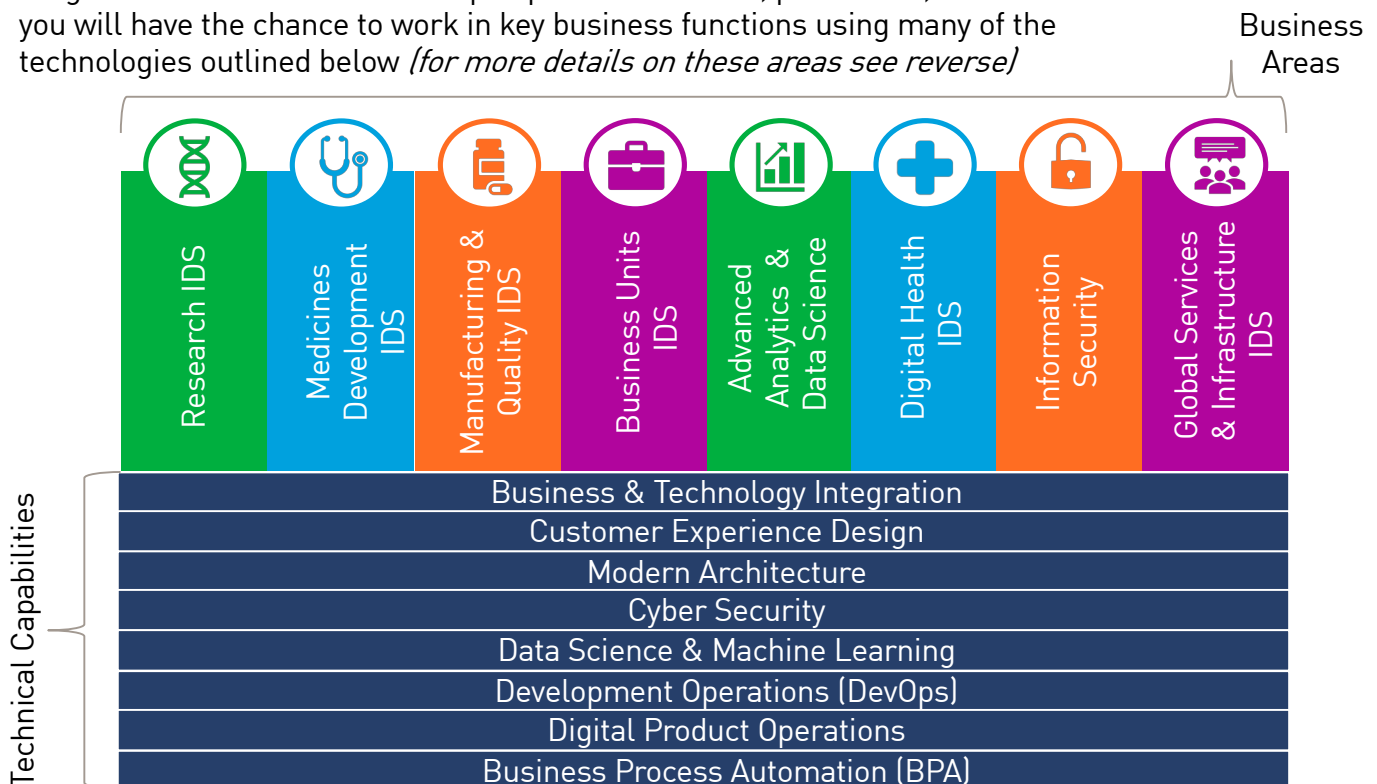 you will have the chance to work in key business functions using many of the
technologies outlined below (for more details on these areas see reverse)
Business
Areas
Research IDS
Medicines
Development
IDS
Manufacturing &
Quality IDS
Business Units
IDS
Advanced
Analytics &
Data Science
Digital Health
IDS
Information
Security
Global Services
& Infrastructure
IDS
Technical Capabilities
Business & Technology Integration
Customer Experience Design
Modern Architecture
Cyber Security
Data Science & Machine Learning
Development Operations (DevOps)
Digital Product Operations
Business Process Automation (BPA)